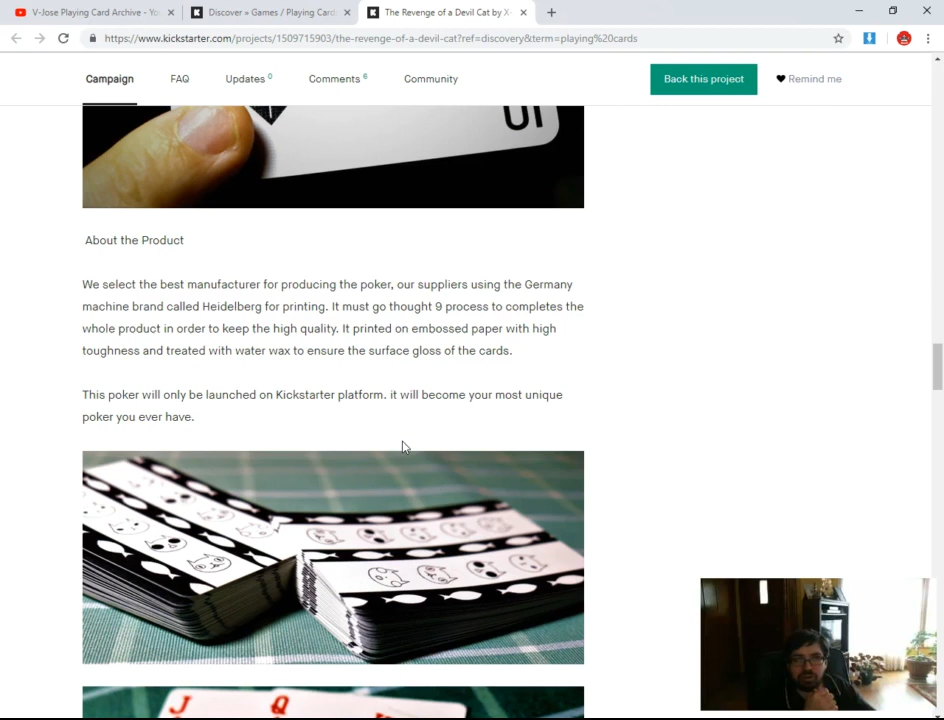 V-Jose Playing Card Archive - Yo
Discover » Games / Playing Card
The Revenge of a Devil Cat by X
https://www.kickstarter.com/projects/1509715903/the-revenge-of-a-devil-cat?ref=discovery&term=playing%20cards
Campaign FAQ Updates 0 Comments 6 Community Back this project Remind me
About the Product
We select the best manufacturer for producing the poker, our suppliers using the Germany
machine brand called Heidelberg for printing. It must go thought 9 process to completes the
whole product in order to keep the high quality. It printed on embossed paper with high
toughness and treated with water wax to ensure the surface gloss of the cards.
This poker will only be launched on Kickstarter platform. it will become your most unique
poker you ever have.
J Q